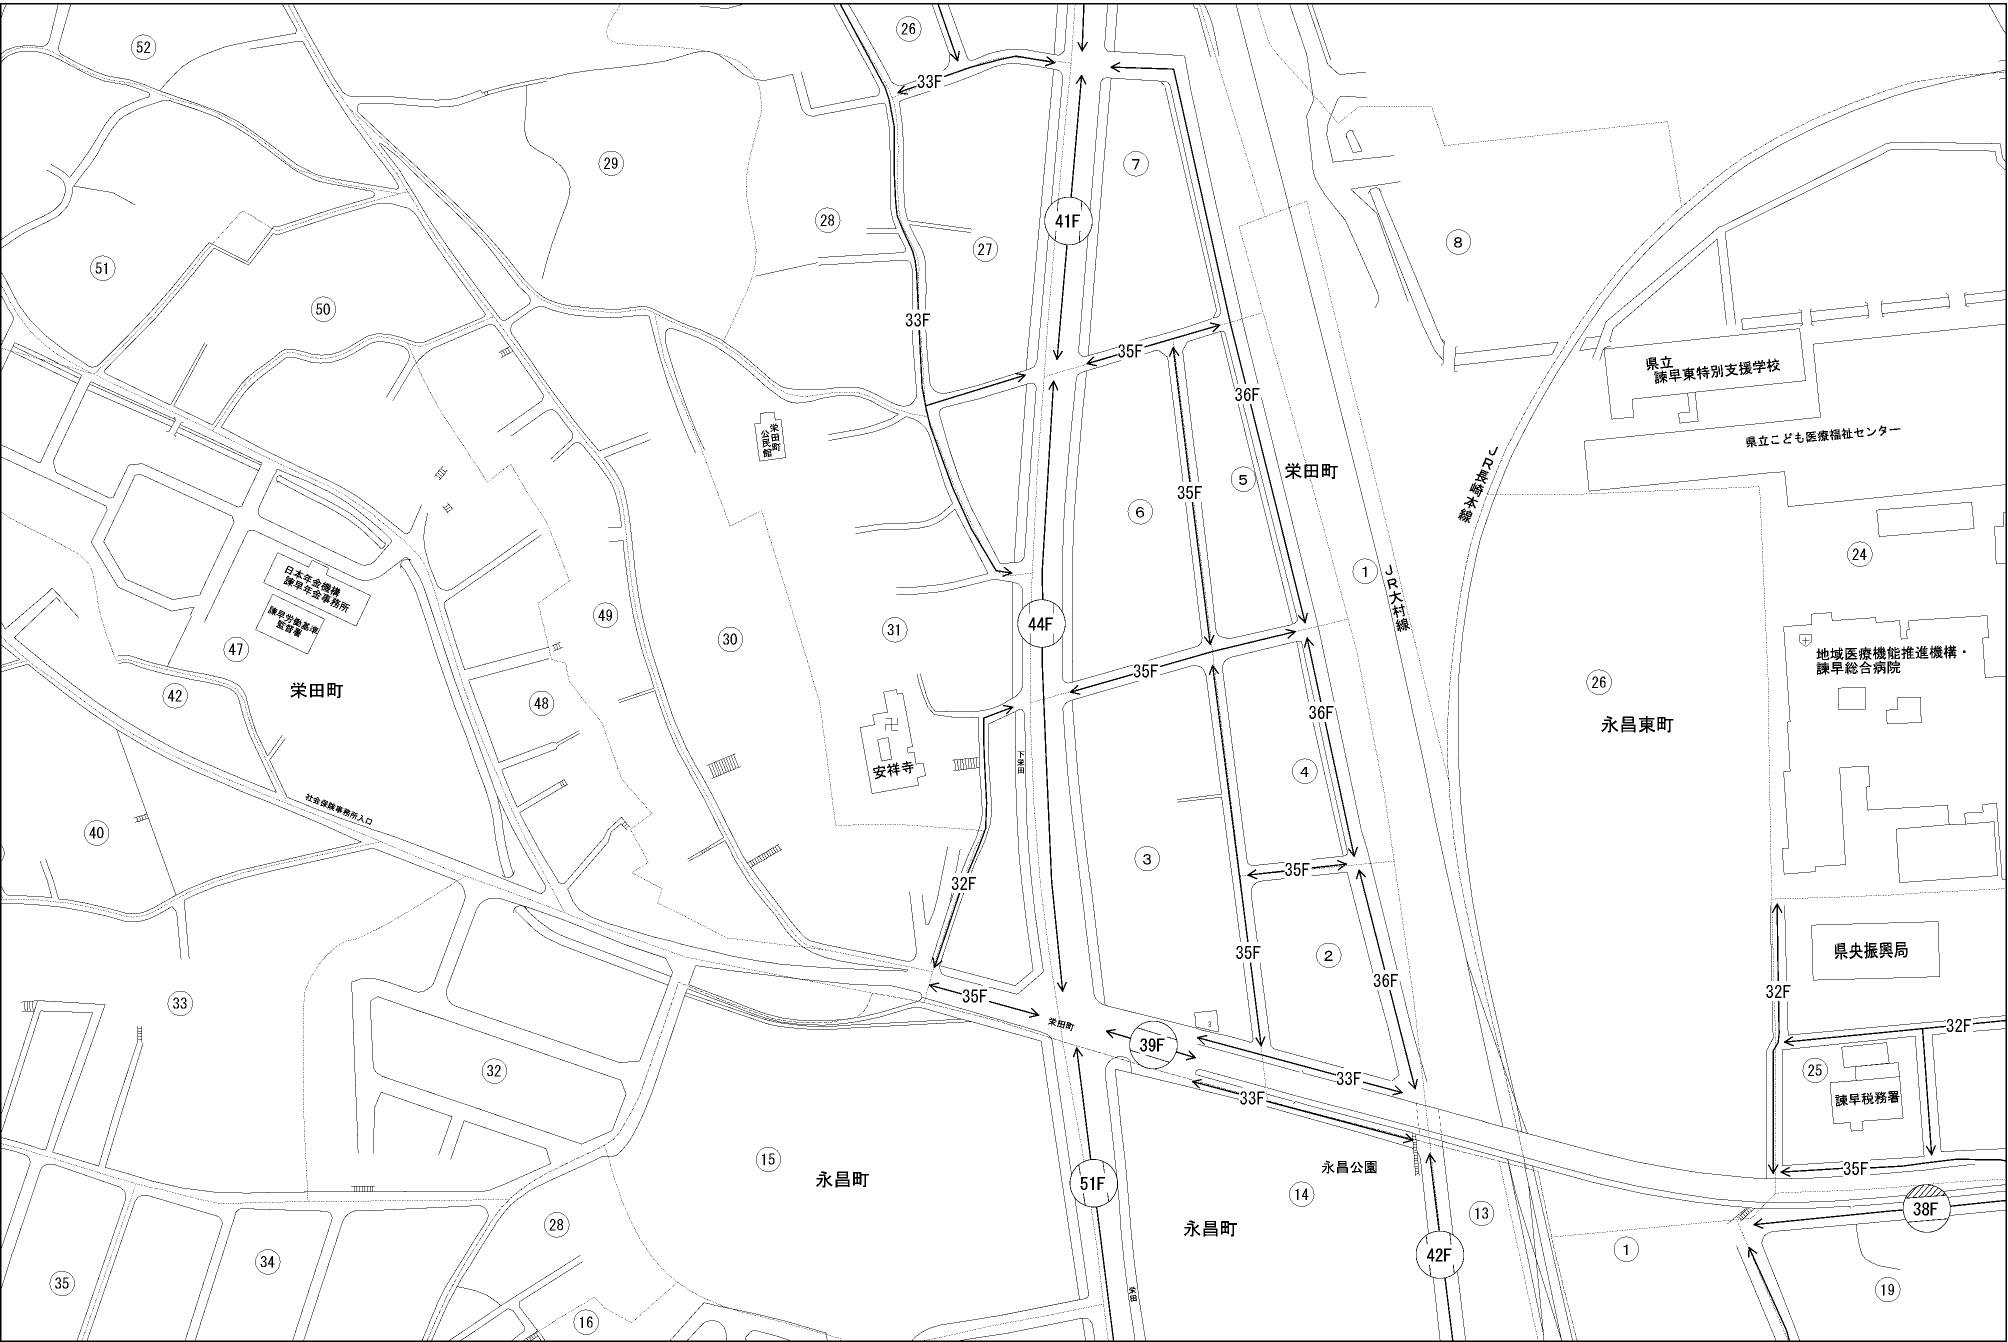 52
26
33F
29
7
28
41F
27
8
51
50
33F
35F
県立
諫早東特別支援学校
36F
県立こども医療福祉センター
栄田町
公民館
栄田町
5
35F
6
JR長崎本線
24
日本年金機構
諫早年金事務所
1
JR大村線
諫早労働基準
監督署
49
30
31
44F
47
地域医療機能推進機構・
諫早総合病院
35F
栄田町
42
48
26
永昌東町
36F
下栄田
安祥寺
4
社会保険事務所入口
40
3
35F
32F
県央振興局
35F
2
36F
32F
33
35F
栄田町
32F
39F
32
25
33F
諫早税務署
33F
15
永昌町
永昌公園
35F
51F
14
13
38F
28
永昌町
42F
1
34
35
栄田
19
16